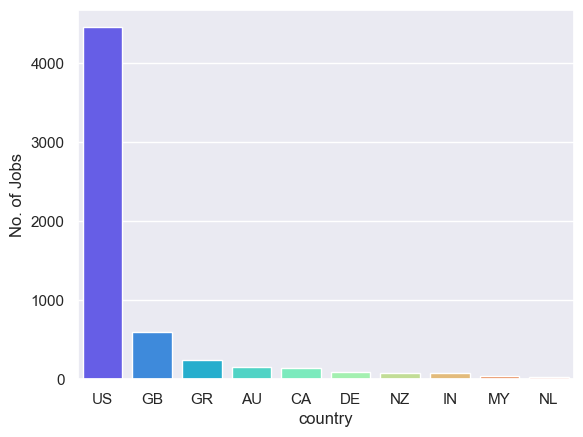 No. of Jobs
4000
3000
2000
1000
0
US GB GR AU CA DE NZ IN MY NL
country